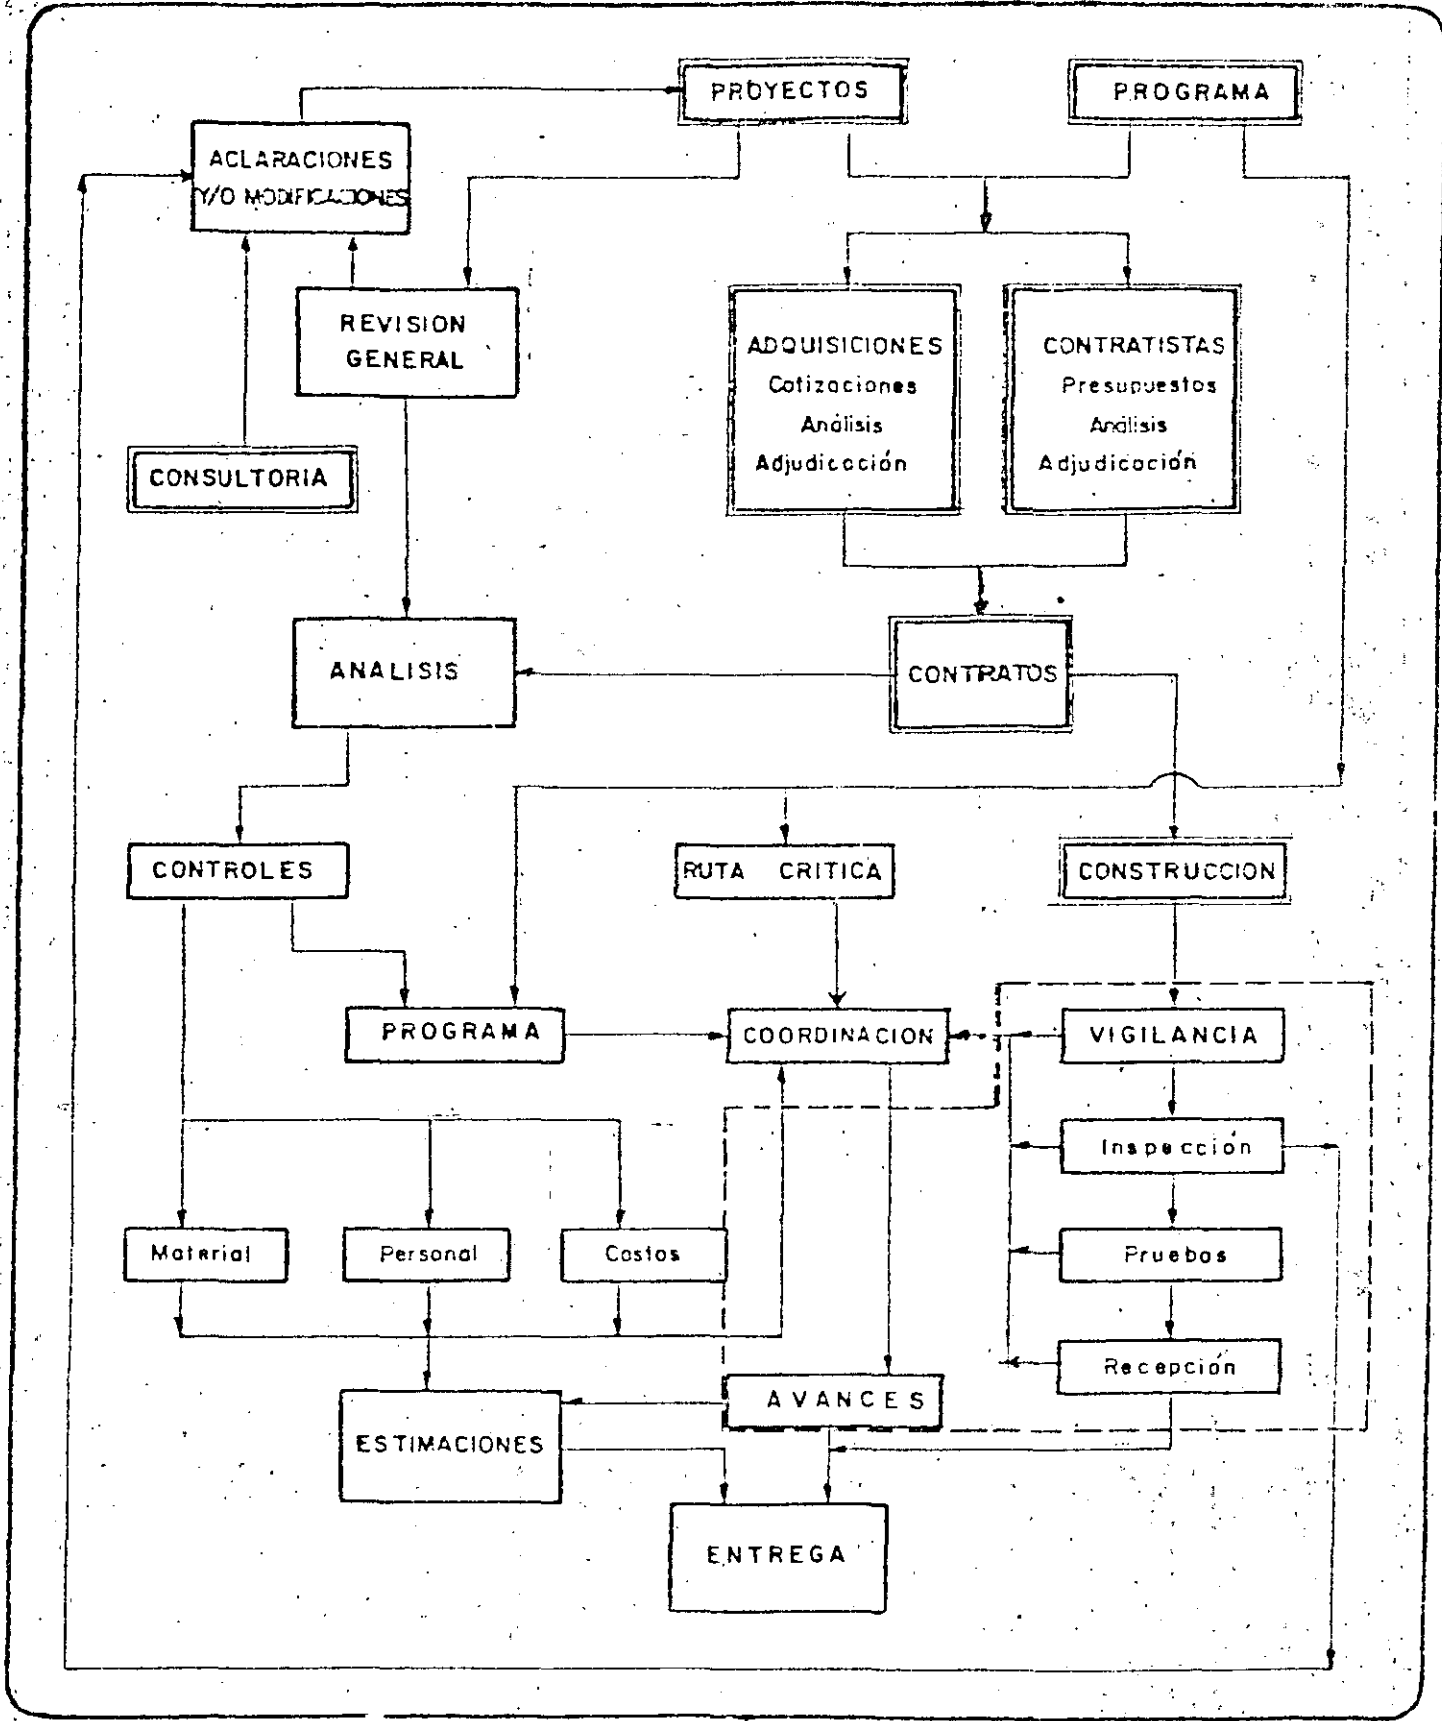 PROYECTOS
PROGRAMA
ACLARACIONES
Y/O MODIFICACIONES
REVISION
GENERAL
ADQUISICIONES
Cotizaciones
Análisis
Adjudicación
CONTRATISTAS
Presupuestos
Análisis
Adjudicación
CONSULTORIA
ANALISIS
CONTRATOS
CONTROLES
RUTA CRITICA
CONSTRUCCION
PROGRAMA
COORDINACION
VIGILANCIA
Inspección
Material
Personal
Costos
Pruebas
Recepción
AVANCES
ESTIMACIONES
ENTREGA